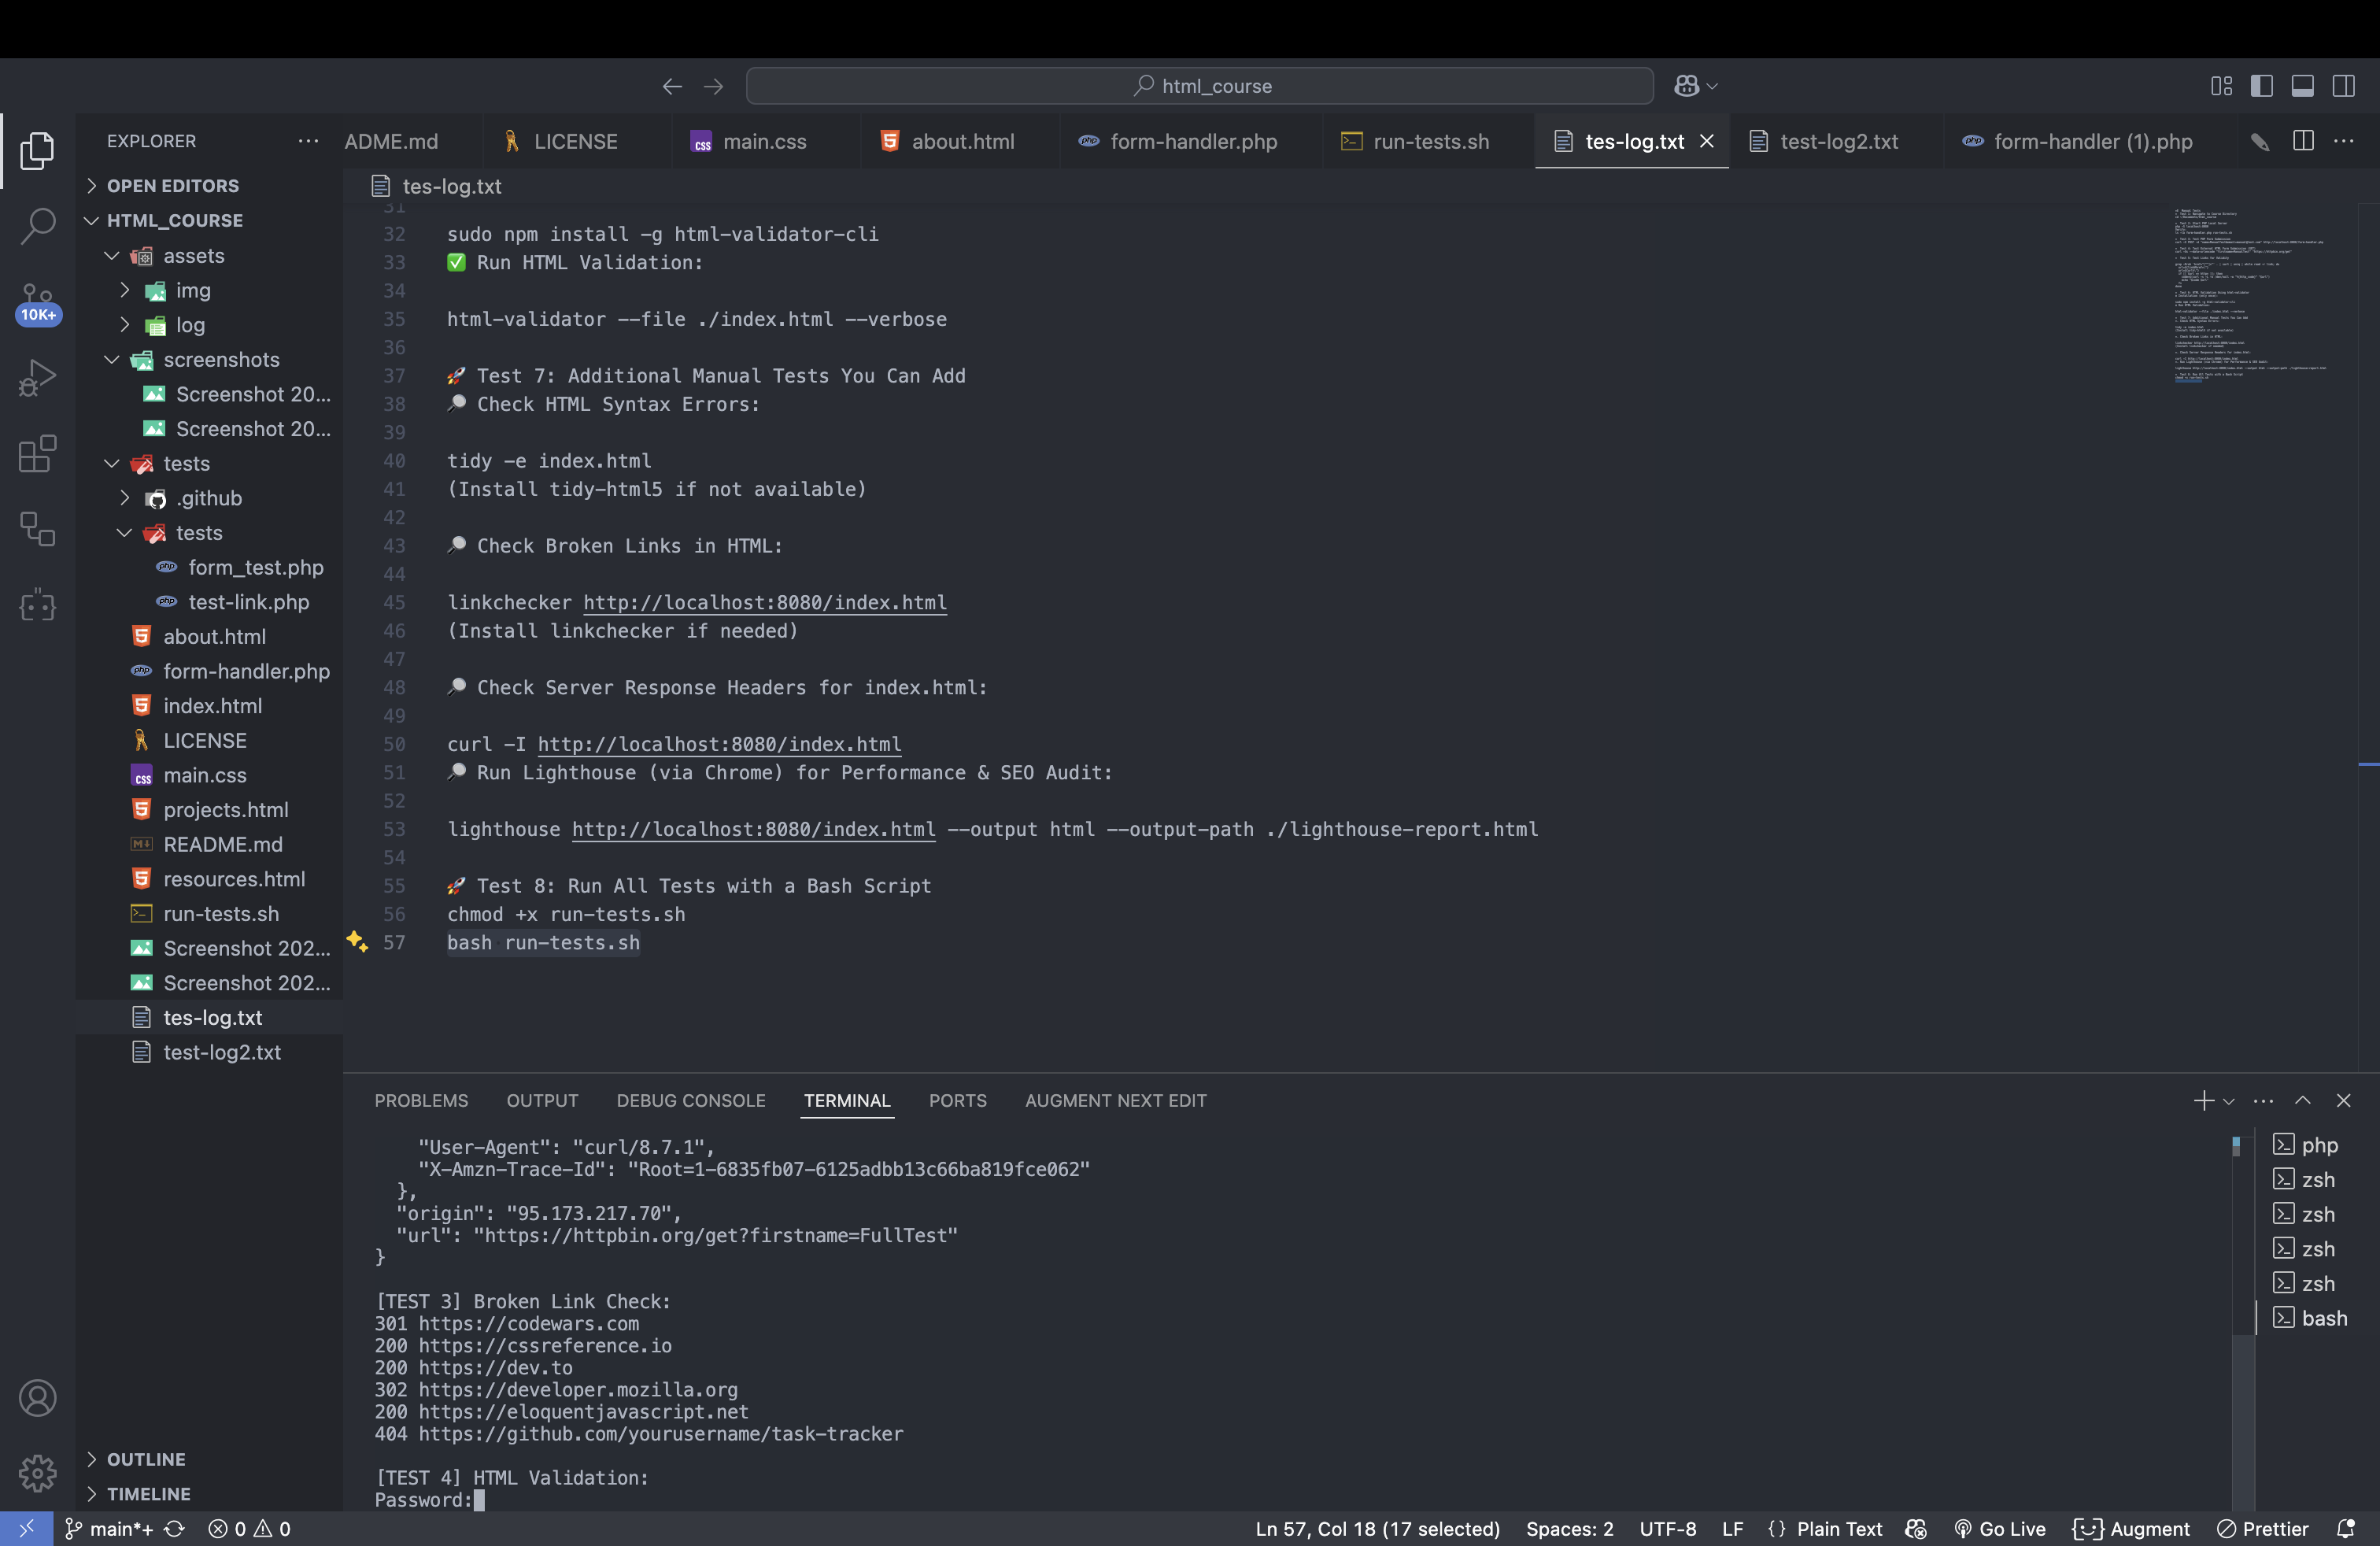 html_course
EXPLORER
ADME.md
LICENSE
main.css
about.html
form-handler.php
run-tests.sh
tes-log.txt
test-log2.txt
form-handler (1).php
10K+
OPEN EDITORS
HTML_COURSE
assets
img
log
screenshots
Screenshot 20...
Screenshot 20...
tests
.github
tests
form_test.php
test-link.php
about.html
form-handler.php
index.html
LICENSE
main.css
projects.html
README.md
resources.html
run-tests.sh
Screenshot 202...
Screenshot 202...
tes-log.txt
test-log2.txt
OUTLINE
TIMELINE
tes-log.txt
31
32 sudo npm install -g html-validator-cli
33 ✅ Run HTML Validation:
34
35 html-validator --file ./index.html --verbose
36
37 🚀 Test 7: Additional Manual Tests You Can Add
38 🔎 Check HTML Syntax Errors:
39
40 tidy -e index.html
41 (Install tidy-html5 if not available)
42
43 🔎 Check Broken Links in HTML:
44
45 linkchecker http://localhost:8080/index.html
46 (Install linkchecker if needed)
47
48 🔎 Check Server Response Headers for index.html:
49
50 curl -I http://localhost:8080/index.html
51 🔎 Run Lighthouse (via Chrome) for Performance & SEO Audit:
52
53 lighthouse http://localhost:8080/index.html --output html --output-path ./lighthouse-report.html
54
55 🚀 Test 8: Run All Tests with a Bash Script
56 chmod +x run-tests.sh
57 bash run-tests.sh
PROBLEMS OUTPUT DEBUG CONSOLE TERMINAL PORTS AUGMENT NEXT EDIT
"User-Agent": "curl/8.7.1",
"X-Amzn-Trace-Id": "Root=1-6835fb07-6125adbb13c66ba819fce062"
},
"origin": "95.173.217.70",
"url": "https://httpbin.org/get?firstname=FullTest"
}
[TEST 3] Broken Link Check:
301 https://codewars.com
200 https://cssreference.io
200 https://dev.to
302 https://developer.mozilla.org
200 https://eloquentjavascript.net
404 https://github.com/yourusername/task-tracker
[TEST 4] HTML Validation:
Password:
php
zsh
zsh
zsh
zsh
bash
main*+ 0 0 Ln 57, Col 18 (17 selected) Spaces: 2 UTF-8 LF {} Plain Text Go Live Augment Prettier